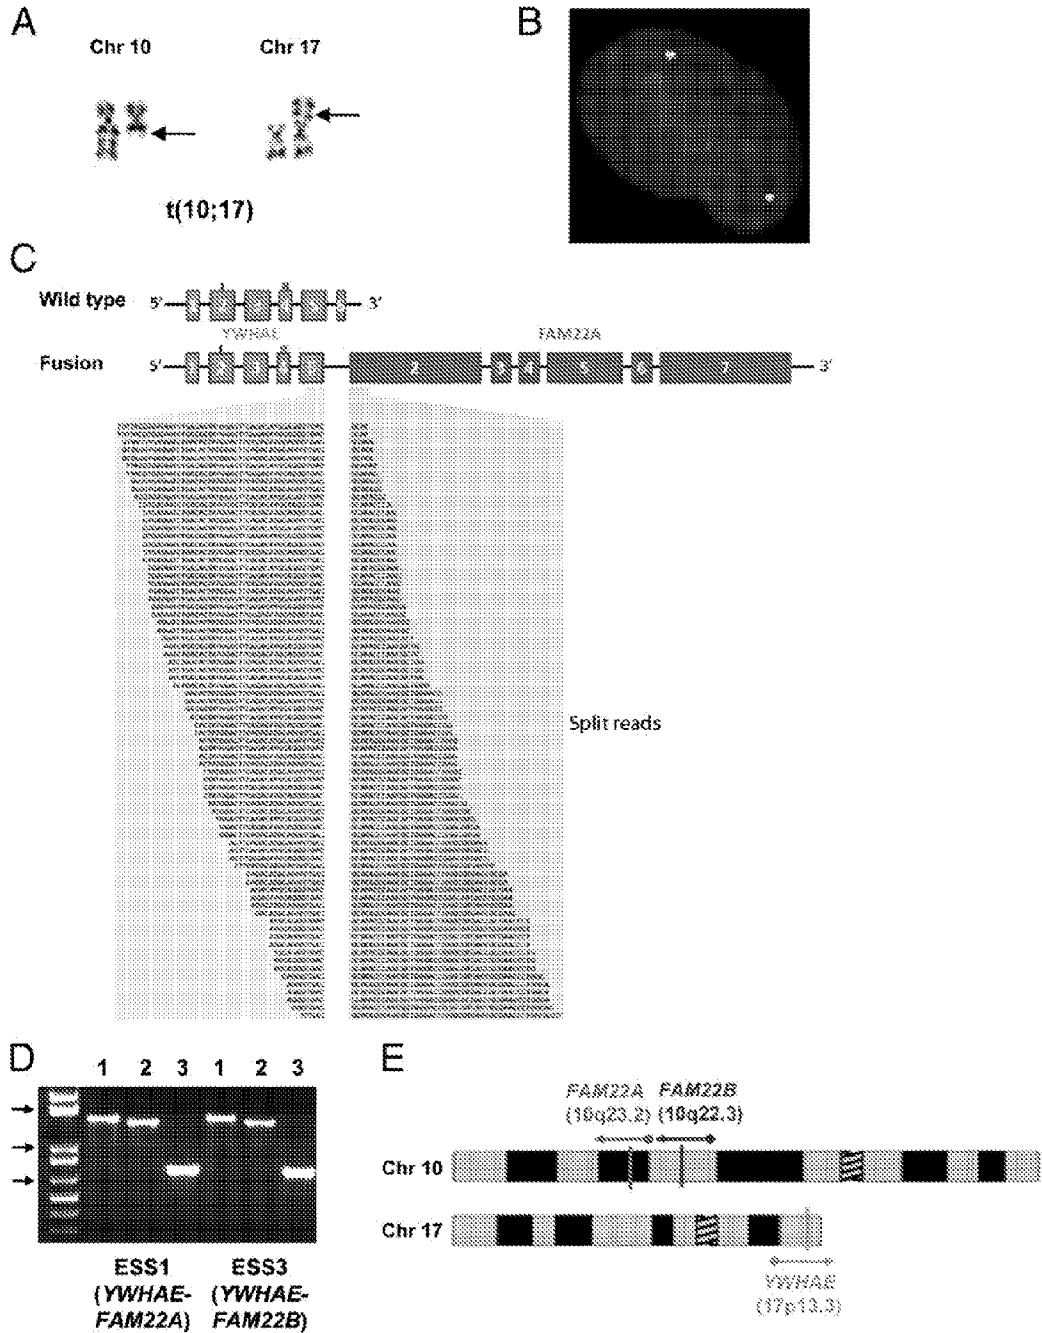 A
B
Chr 10
Chr 17
t(10;17)
C
Wild type
5'
3'
YWHAE
FAM22A
Fusion
5'
2
3
4
5
6
7
3'
Split reads
D
1 2 3 1 2 3
ESS1
(YWHAE-
FAM22A)
ESS3
(YWHAE-
FAM22B)
E
FAM22A
(10q23.2)
FAM22B
(10q22.3)
Chr 10
Chr 17
YWHAE
(17p13.3)